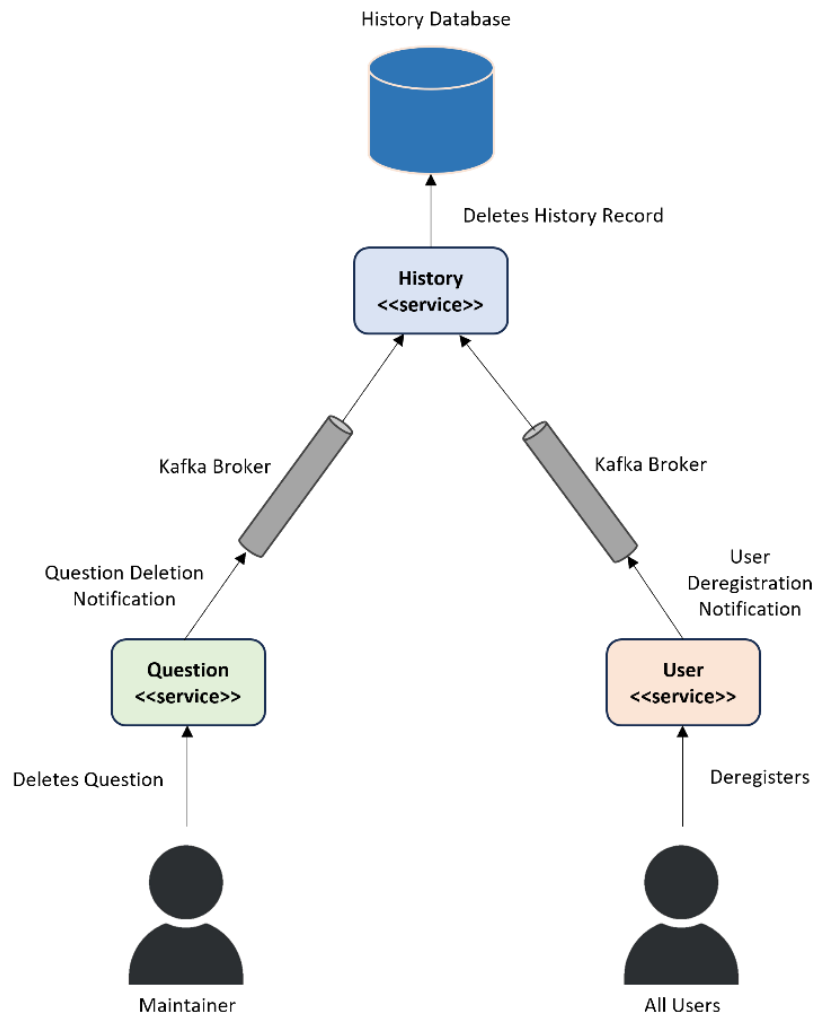 History Database
Deletes History Record
History
<<service>>
Kafka Broker
Kafka Broker
Question Deletion
Notification
User
Deregistration
Notification
Question
<<service>>
User
<<service>>
Deletes Question
Deregisters
Maintainer
All Users